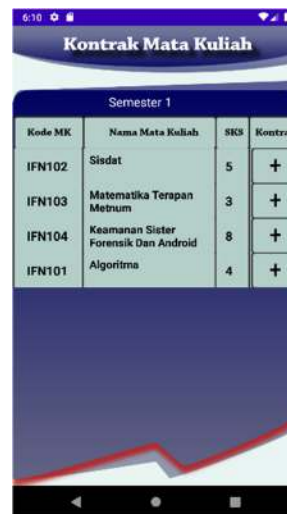 6:10
Kontrak Mata Kuliah
Semester 1
Kode MK Nama Mata Kuliah SKS Kontra
IFN102 Sisdat 5 +
IFN103 Matematika Terapan Metnum 3 +
IFN104 Keamanan Sister Forensik Dan Android 8 +
IFN101 Algoritma 4 +